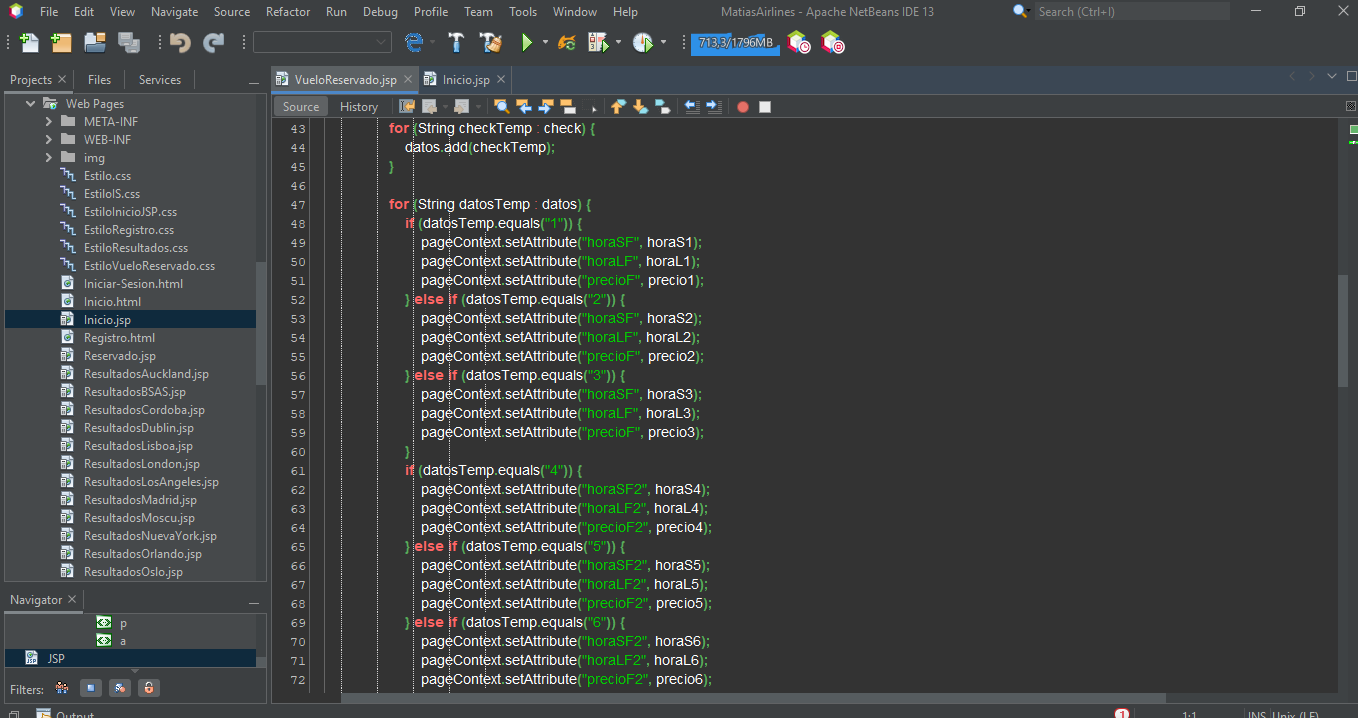 File Edit View Navigate Source Refactor Run Debug Profile Team Tools Window Help MatiasAirlines - Apache NetBeans IDE 13 Search (Ctrl+I)
713,3/1796MB
Projects Files Services
Web Pages
META-INF
WEB-INF
img
Estilo.css
EstiloIS.css
EstiloInicioJSP.css
EstiloRegistro.css
EstiloResultados.css
EstiloVueloReservado.css
Iniciar-Sesion.html
Inicio.html
Inicio.jsp
Registro.html
Reservado.jsp
ResultadosAuckland.jsp
ResultadosBSAS.jsp
ResultadosCordoba.jsp
ResultadosDublin.jsp
ResultadosLisboa.jsp
ResultadosLondon.jsp
ResultadosLosAngeles.jsp
ResultadosMadrid.jsp
ResultadosMoscu.jsp
ResultadosNuevaYork.jsp
ResultadosOrlando.jsp
ResultadosOslo.jsp
Navigator
p
a
JSP
Filters:
Output
VueloReservado.jsp Inicio.jsp
Source History
43 for (String checkTemp : check) {
44 datos.add(checkTemp);
45 }
46
47 for (String datosTemp : datos) {
48 if (datosTemp.equals("1")) {
49 pageContext.setAttribute("horaSF", horaS1);
50 pageContext.setAttribute("horaLF", horaL1);
51 pageContext.setAttribute("precioF", precio1);
52 } else if (datosTemp.equals("2")) {
53 pageContext.setAttribute("horaSF", horaS2);
54 pageContext.setAttribute("horaLF", horaL2);
55 pageContext.setAttribute("precioF", precio2);
56 } else if (datosTemp.equals("3")) {
57 pageContext.setAttribute("horaSF", horaS3);
58 pageContext.setAttribute("horaLF", horaL3);
59 pageContext.setAttribute("precioF", precio3);
60 }
61 if (datosTemp.equals("4")) {
62 pageContext.setAttribute("horaSF2", horaS4);
63 pageContext.setAttribute("horaLF2", horaL4);
64 pageContext.setAttribute("precioF2", precio4);
65 } else if (datosTemp.equals("5")) {
66 pageContext.setAttribute("horaSF2", horaS5);
67 pageContext.setAttribute("horaLF2", horaL5);
68 pageContext.setAttribute("precioF2", precio5);
69 } else if (datosTemp.equals("6")) {
70 pageContext.setAttribute("horaSF2", horaS6);
71 pageContext.setAttribute("horaLF2", horaL6);
72 pageContext.setAttribute("precioF2", precio6);
1 1:1 INS Unix (LF)